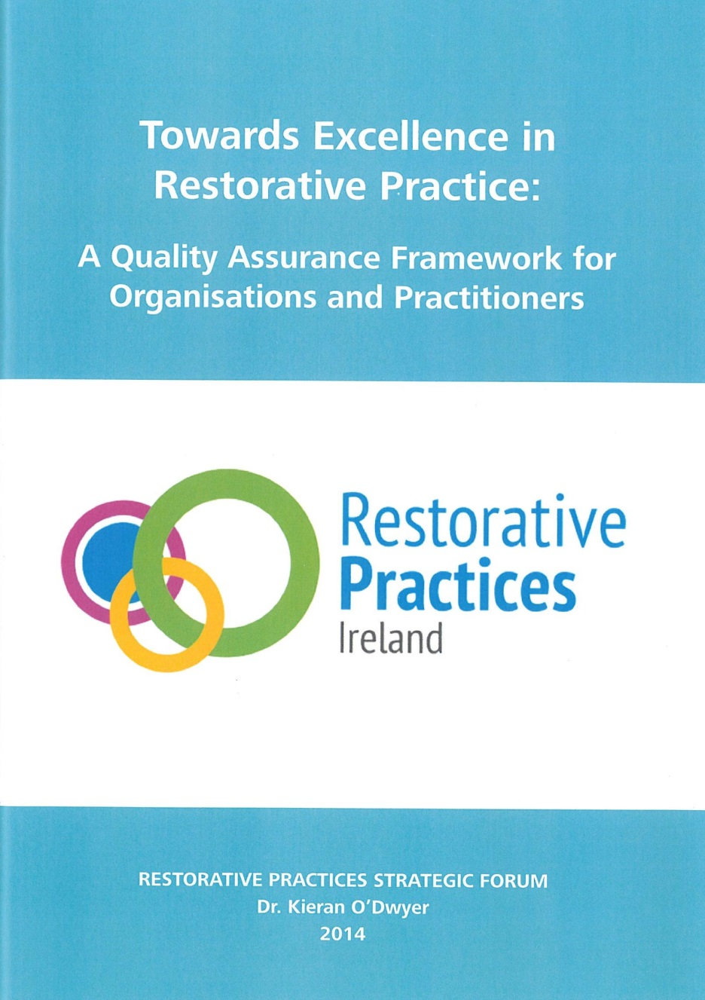 Towards Excellence in
Restorative Practice:
A Quality Assurance Framework for
Organisations and Practitioners
Restorative
Practices
Ireland
RESTORATIVE PRACTICES STRATEGIC FORUM
Dr. Kieran O'Dwyer
2014